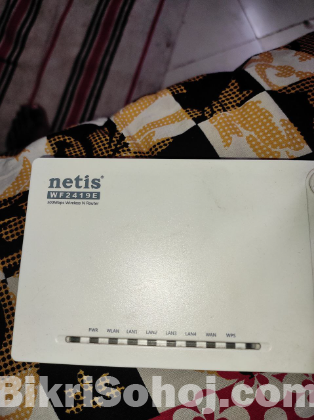 netis
WF2419E
300Mbps Wireless N Router
PWR WLAN LAN1 LAN2 LAN3 LAN4 WAN WPS
BikriSohoj.com